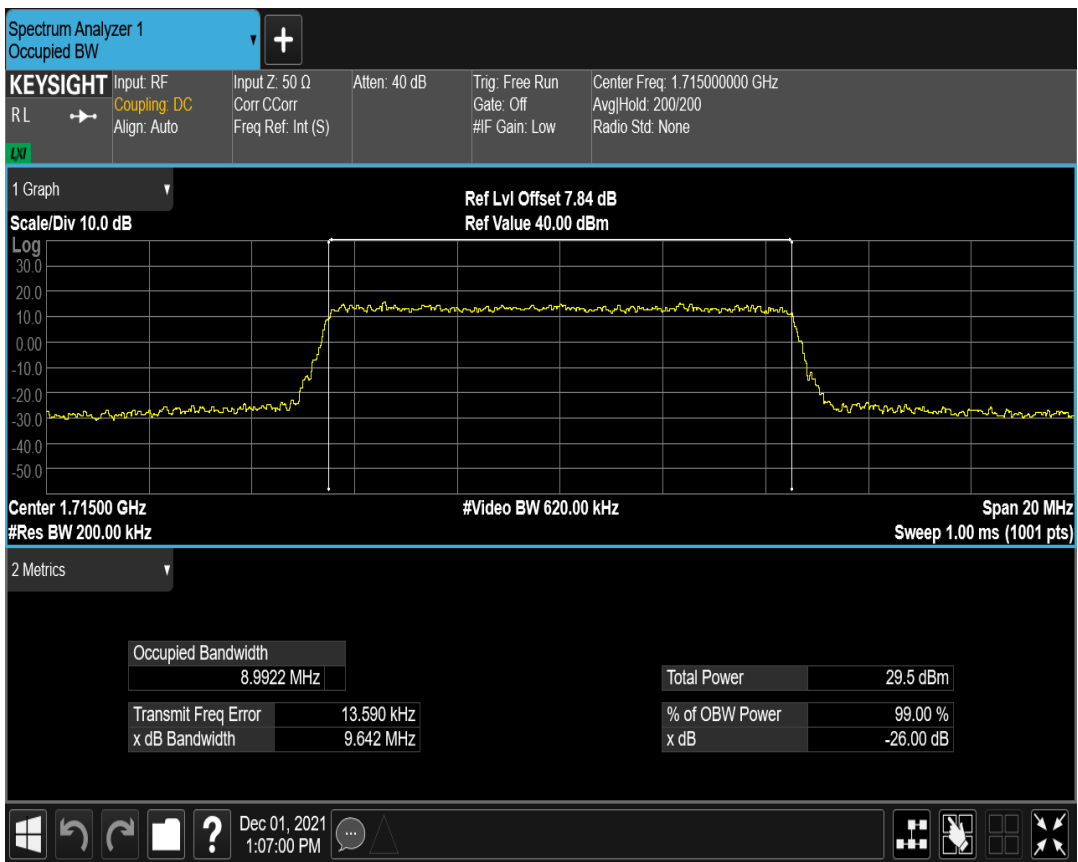 Spectrum Analyzer 1
Occupied BW
KEYSIGHT
R L
LXI
Input: RF
Coupling: DC
Align: Auto
Input Z: 50 Ω
Corr CCorr
Freq Ref: Int (S)
Atten: 40 dB
Trig: Free Run
Gate: Off
#IF Gain: Low
Center Freq: 1.715000000 GHz
Avg|Hold: 200/200
Radio Std: None
1 Graph
Scale/Div 10.0 dB
Ref Lvl Offset 7.84 dB
Ref Value 40.00 dBm
Log
30.0
20.0
10.0
0.00
-10.0
-20.0
-30.0
-40.0
-50.0
Center 1.71500 GHz
#Res BW 200.00 kHz
#Video BW 620.00 kHz
Span 20 MHz
Sweep 1.00 ms (1001 pts)
2 Metrics
Occupied Bandwidth
8.9922 MHz
Total Power 29.5 dBm
Transmit Freq Error 13.590 kHz
% of OBW Power 99.00 %
x dB Bandwidth 9.642 MHz
x dB -26.00 dB
?
Dec 01, 2021
1:07:00 PM